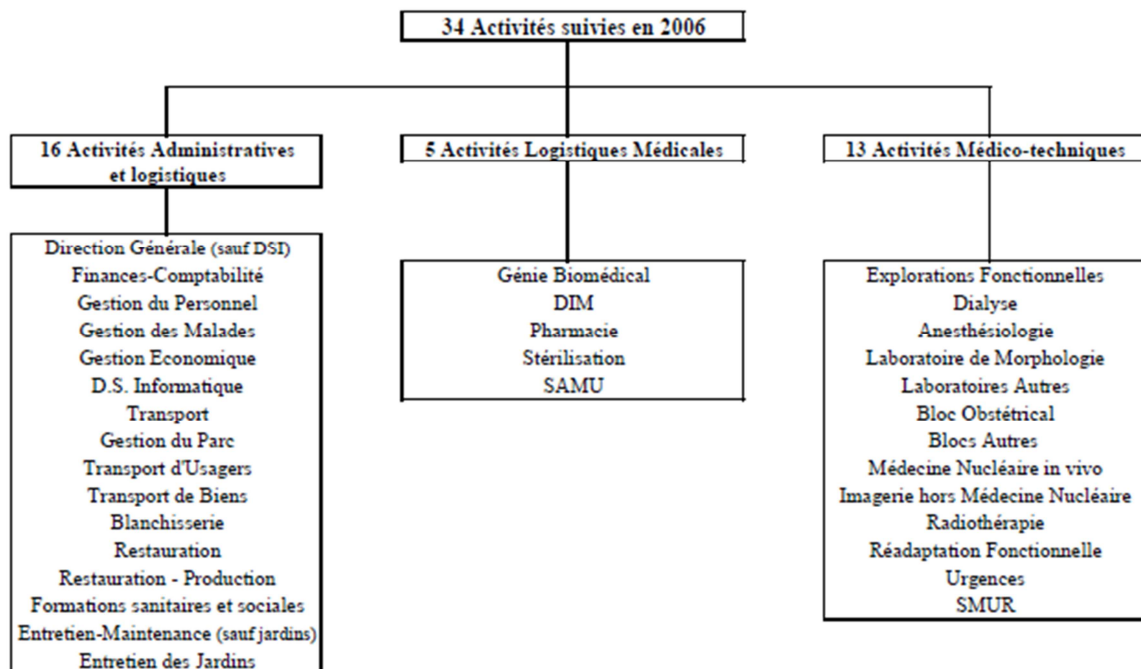 34 Activités suivies en 2006
16 Activités Administratives
et logistiques
Direction Générale (sauf DSI)
Finances-Comptabilité
Gestion du Personnel
Gestion des Malades
Gestion Economique
D.S. Informatique
Transport
Gestion du Parc
Transport d'Usagers
Transport de Biens
Blanchisserie
Restauration
Restauration - Production
Formations sanitaires et sociales
Entretien-Maintenance (sauf jardins)
Entretien des Jardins
5 Activités Logistiques Médicales
Génie Biomédical
DIM
Pharmacie
Stérilisation
SAMU
13 Activités Médico-techniques
Explorations Fonctionnelles
Dialyse
Anesthésiologie
Laboratoire de Morphologie
Laboratoires Autres
Bloc Obstétrical
Blocs Autres
Médecine Nucléaire in vivo
Imagerie hors Médecine Nucléaire
Radiothérapie
Réadaptation Fonctionnelle
Urgences
SMUR